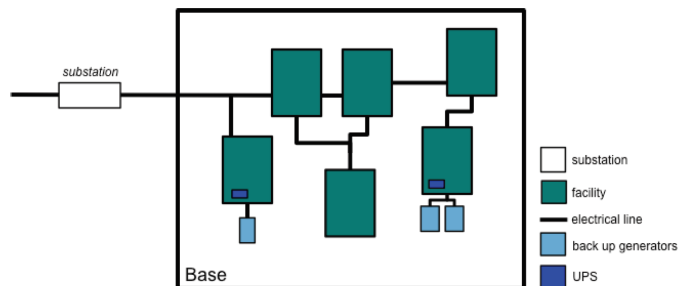 substation
substation
facility
electrical line
back up generators
UPS
Base